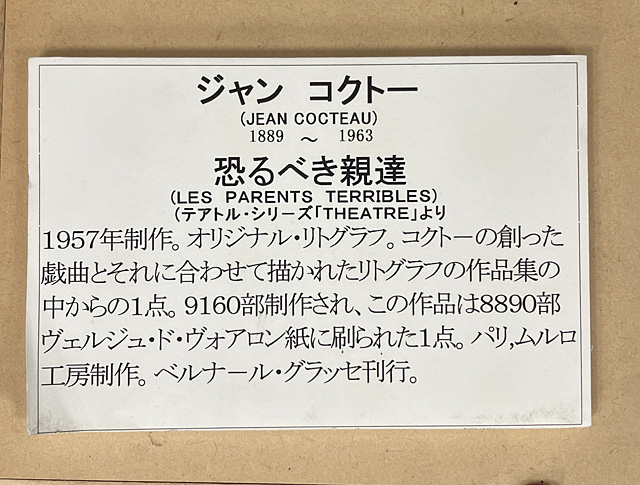 ジャン コクトー
(JEAN COCTEAU)
1889 ～ 1963
恐るべき親達
(LES PARENTS TERRIBLES)
(テアトル・シリーズ「THEATRE」より
1957年制作。オリジナル・リトグラフ。コクトーの創った
戯曲とそれに合わせて描かれたリトグラフの作品集の
中からの1点。9160部制作され、この作品は8890部
ヴェルジュ・ド・ヴォアロン紙に刷られた1点。パリ,ムルロ
工房制作。ベルナール・グラッセ刊行。